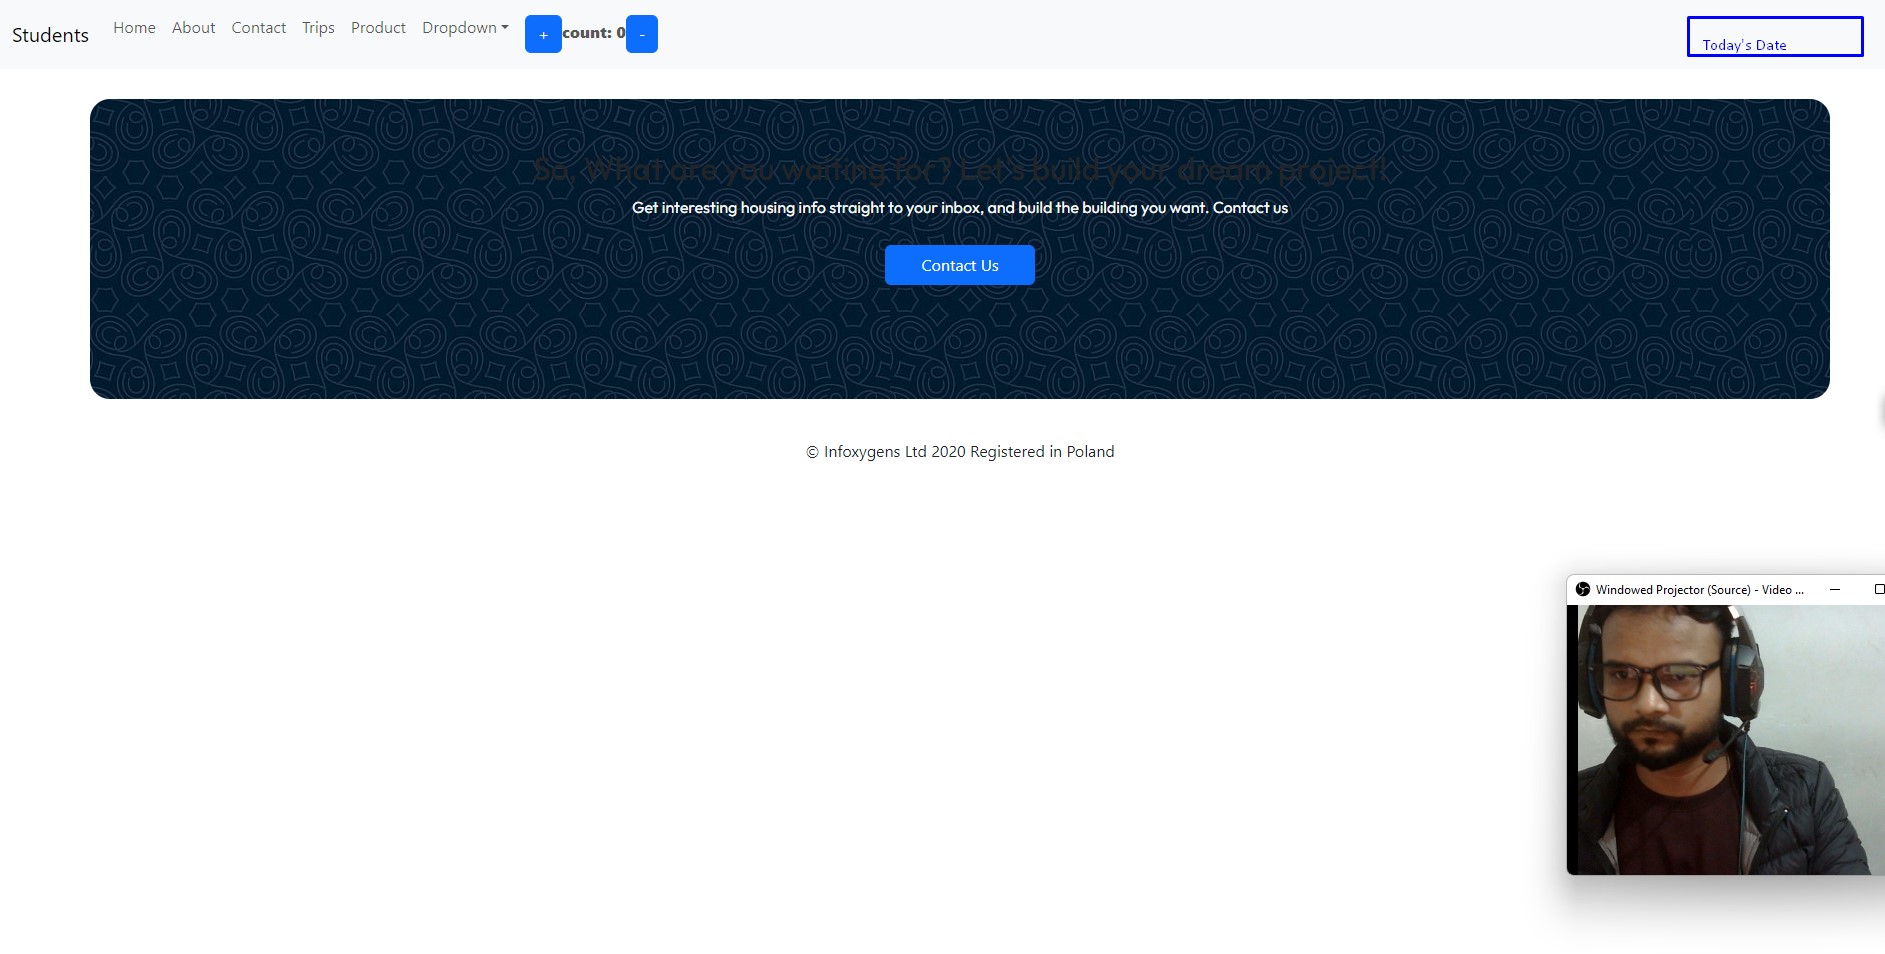 Students Home About Contact Trips Product Dropdown + count: 0 - Today's Date
So, What are you waiting for? Let's build your dream project!
Get interesting housing info straight to your inbox, and build the building you want. Contact us
Contact Us
© Infoxygens Ltd 2020 Registered in Poland
Windowed Projector (Source) - Video ...